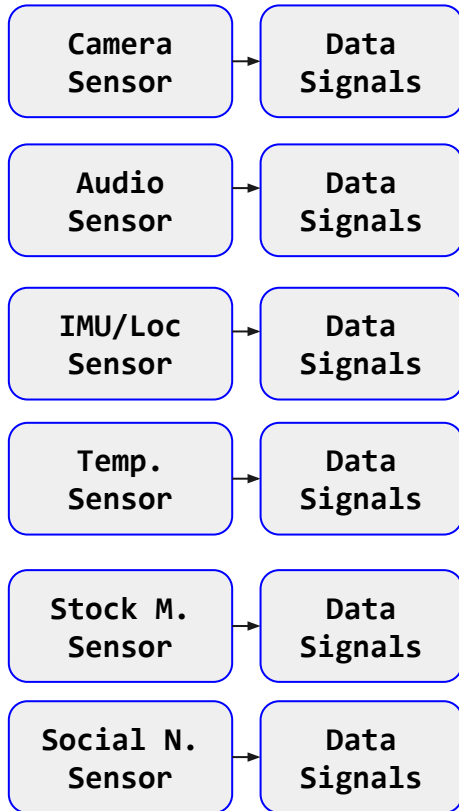 Camera
Sensor
Data
Signals
Audio
Sensor
Data
Signals
IMU/Loc
Sensor
Data
Signals
Temp.
Sensor
Data
Signals
Stock M.
Sensor
Data
Signals
Social N.
Sensor
Data
Signals